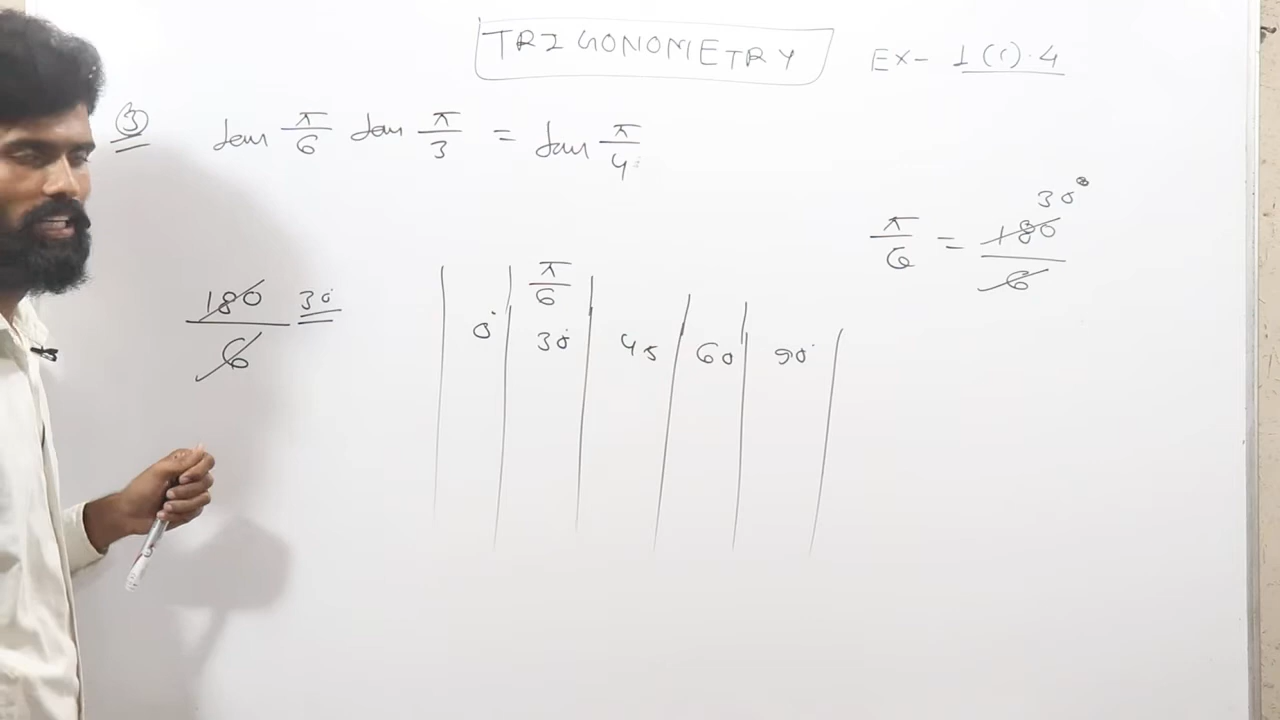 TRIGONOMETRY Ex- 1(c).4
③ tan π/6 tan π/3 = tan π/4
π/6 = 180/6 30°
180/6 30°
π/6
0° 30° 45 60 90°